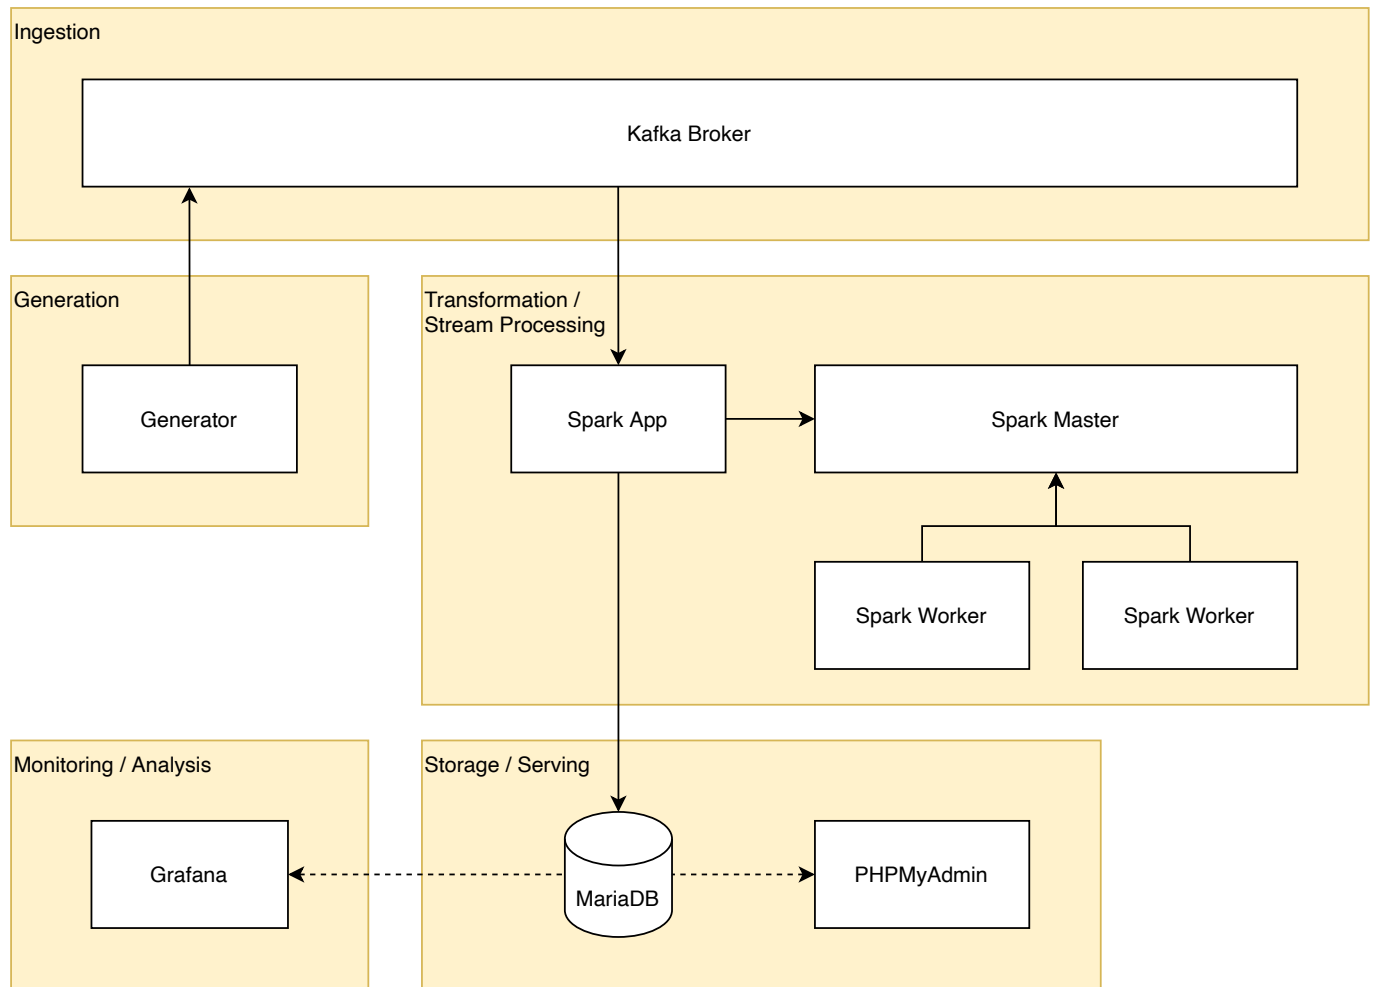 Ingestion
Kafka Broker
Generation
Generator
Transformation /
Stream Processing
Spark App
Spark Master
Spark Worker
Spark Worker
Monitoring / Analysis
Grafana
Storage / Serving
MariaDB
PHPMyAdmin